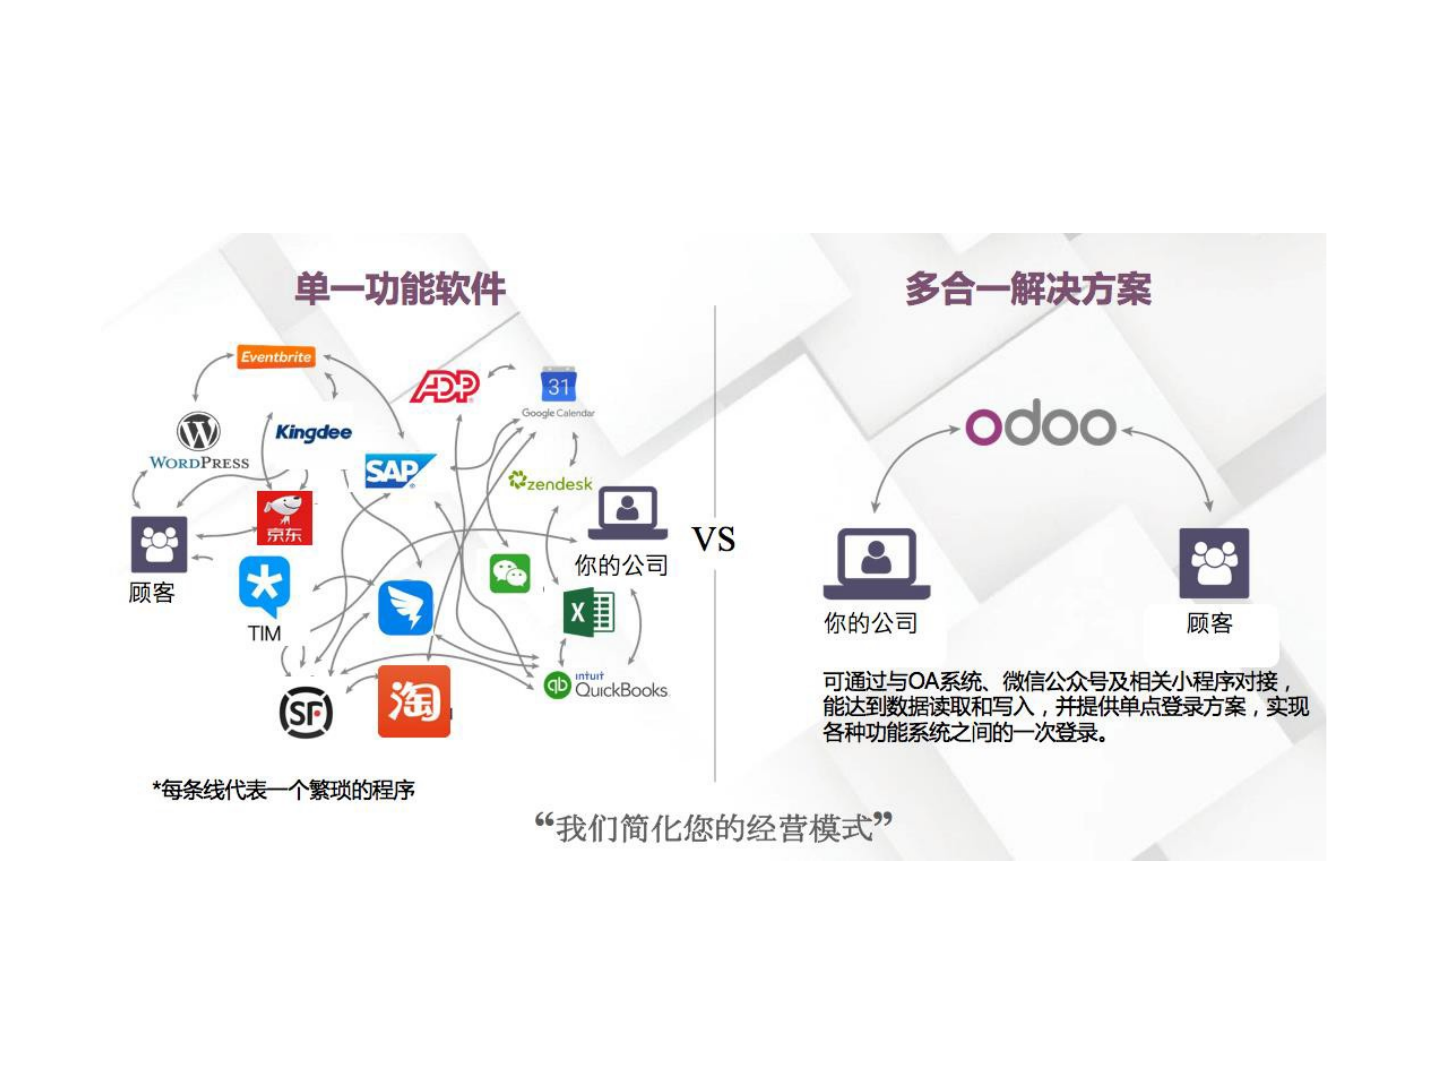 单一功能软件
多合一解决方案
Eventbrite
ADP
31
Google Calendar
WORDPRESS
Kingdee
SAP
zendesk
odoo
京东
顾客
TIM
你的公司
VS
X
淘
SF
qb
intuit
QUICKBOOKS
你的公司
顾客
可通过与OA系统、微信公众号及相关小程序对接，
能达到数据读取和写入，并提供单点登录方案，实现
各种功能系统之间的一次登录。
*每条线代表一个繁琐的程序
“我们简化您的经营模式”